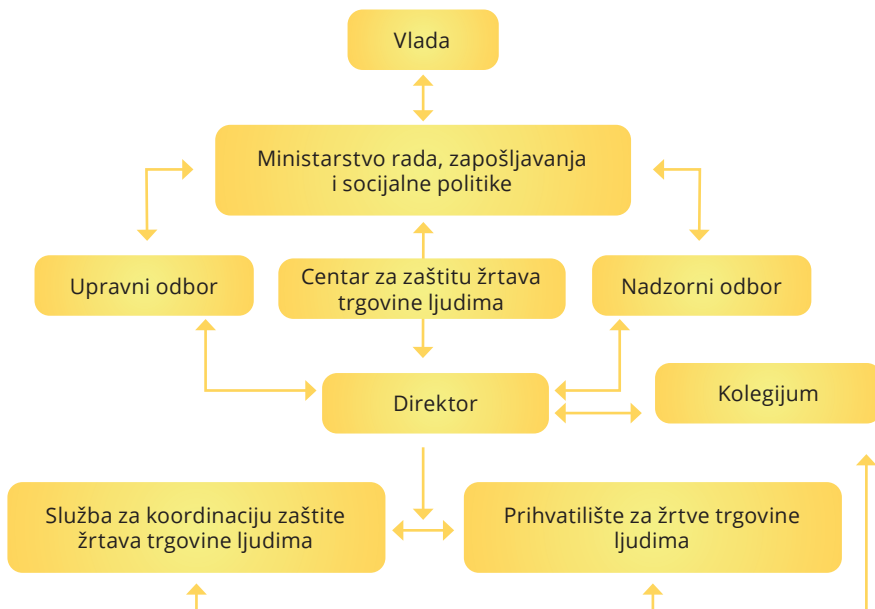 Vlada
Ministarstvo rada, zapošljavanja
i socijalne politike
Upravni odbor
Centar za zaštitu žrtava
trgovine ljudima
Nadzorni odbor
Direktor
Kolegijum
Služba za koordinaciju zaštite
žrtava trgovine ljudima
Prihvatilište za žrtve trgovine
ljudima